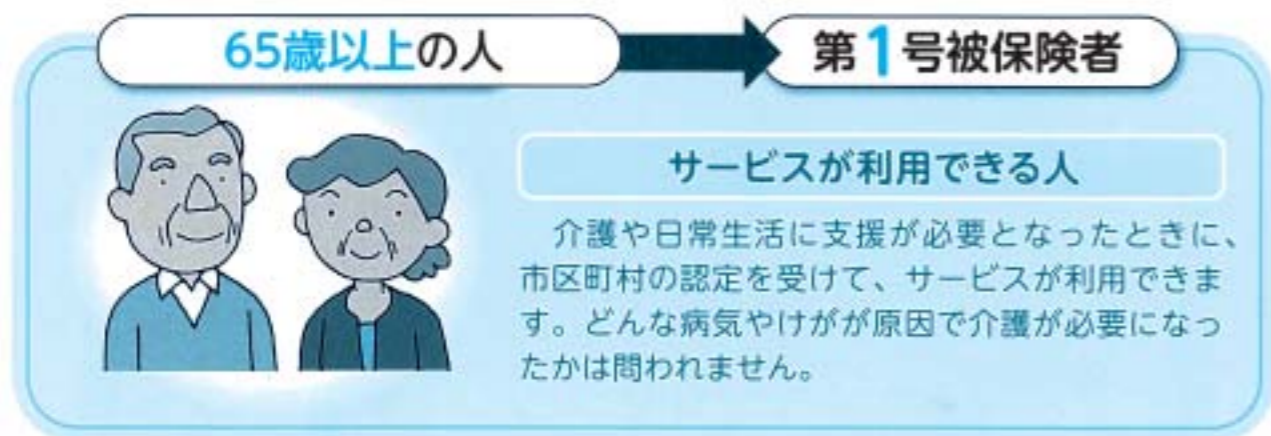 65歳以上の人
第1号被保険者
サービスが利用できる人
介護や日常生活に支援が必要となったときに、
市区町村の認定を受けて、サービスが利用できま
す。どんな病気やけがが原因で介護が必要になっ
たかは問われません。